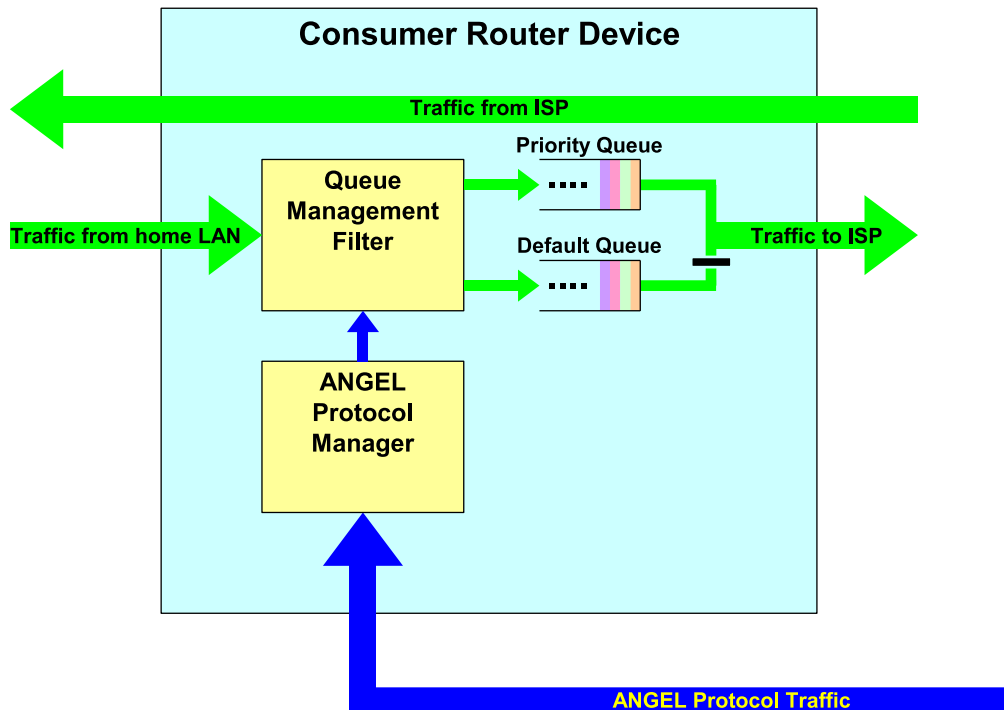 Consumer Router Device
Traffic from ISP
Priority Queue
Queue
Management
Filter
Traffic from home LAN
Default Queue
Traffic to ISP
ANGEL
Protocol
Manager
ANGEL Protocol Traffic